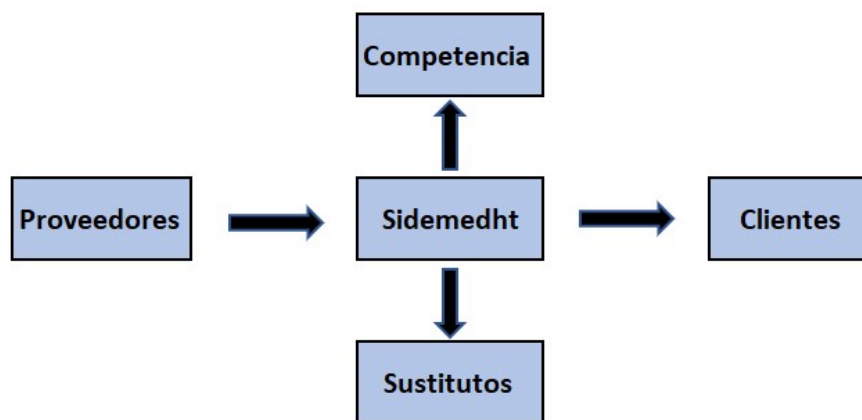 Competencia
Proveedores
Sidemedht
Clientes
Sustitutos